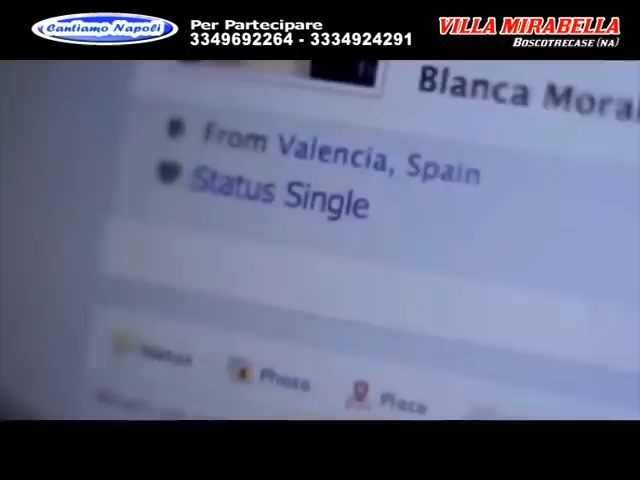 Cantiamo Napoli
Per Partecipare
3349692264 - 3334924291
VILLA MIRABELLA
BOSCOTRECASE (NA)
Blanca Mora
From Valencia, Spain
Status Single
Status
Photo
Place